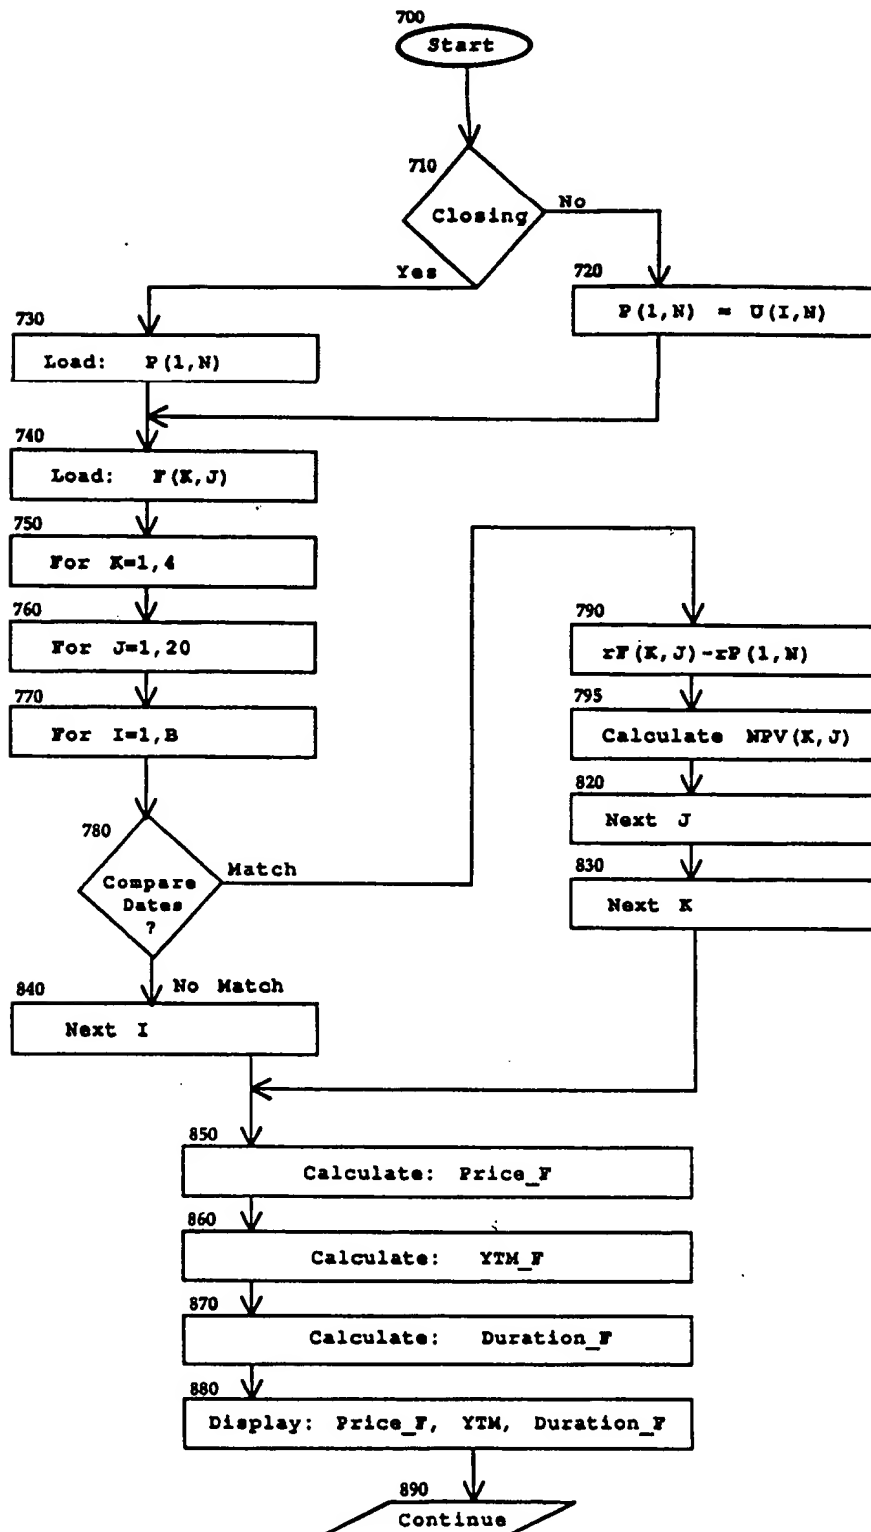 700
Start
710
Closing
No
Yes
720
P(1,N) = U(I,N)
730
Load: P(1,N)
740
Load: F(K,J)
750
For K=1,4
760
For J=1,20
770
For I=1,B
780
Compare
Dates
?
Match
No Match
790
rF(K,J)-rP(1,N)
795
Calculate NPV(K,J)
820
Next J
830
Next K
840
Next I
850
Calculate: Price_F
860
Calculate: YTM_F
870
Calculate: Duration_F
880
Display: Price_F, YTM, Duration_F
890
Continue